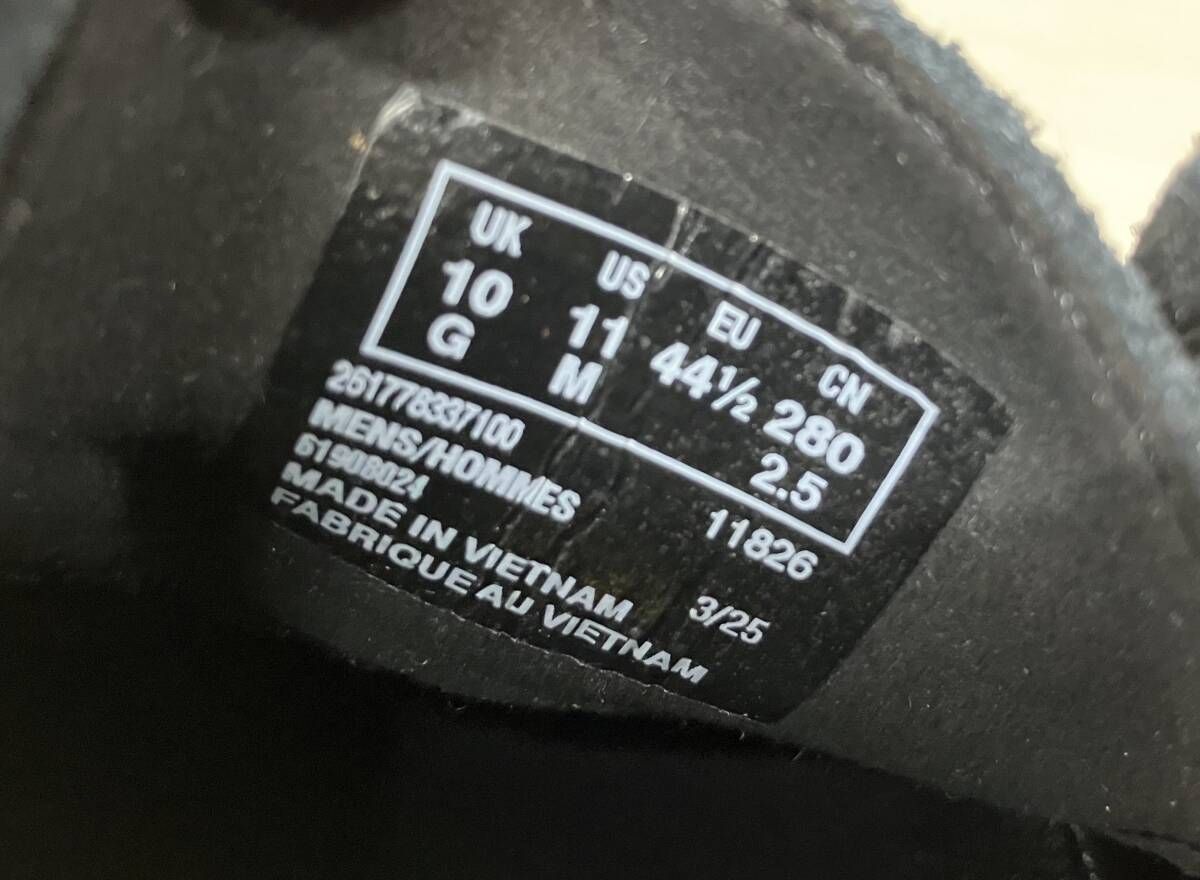 UK US EU CN
10 11 44½ 280
G M 2.5
261778337100 11826
MENS/HOMMES
61908024
MADE IN VIETNAM 3/25
FABRIQUE AU VIETNAM